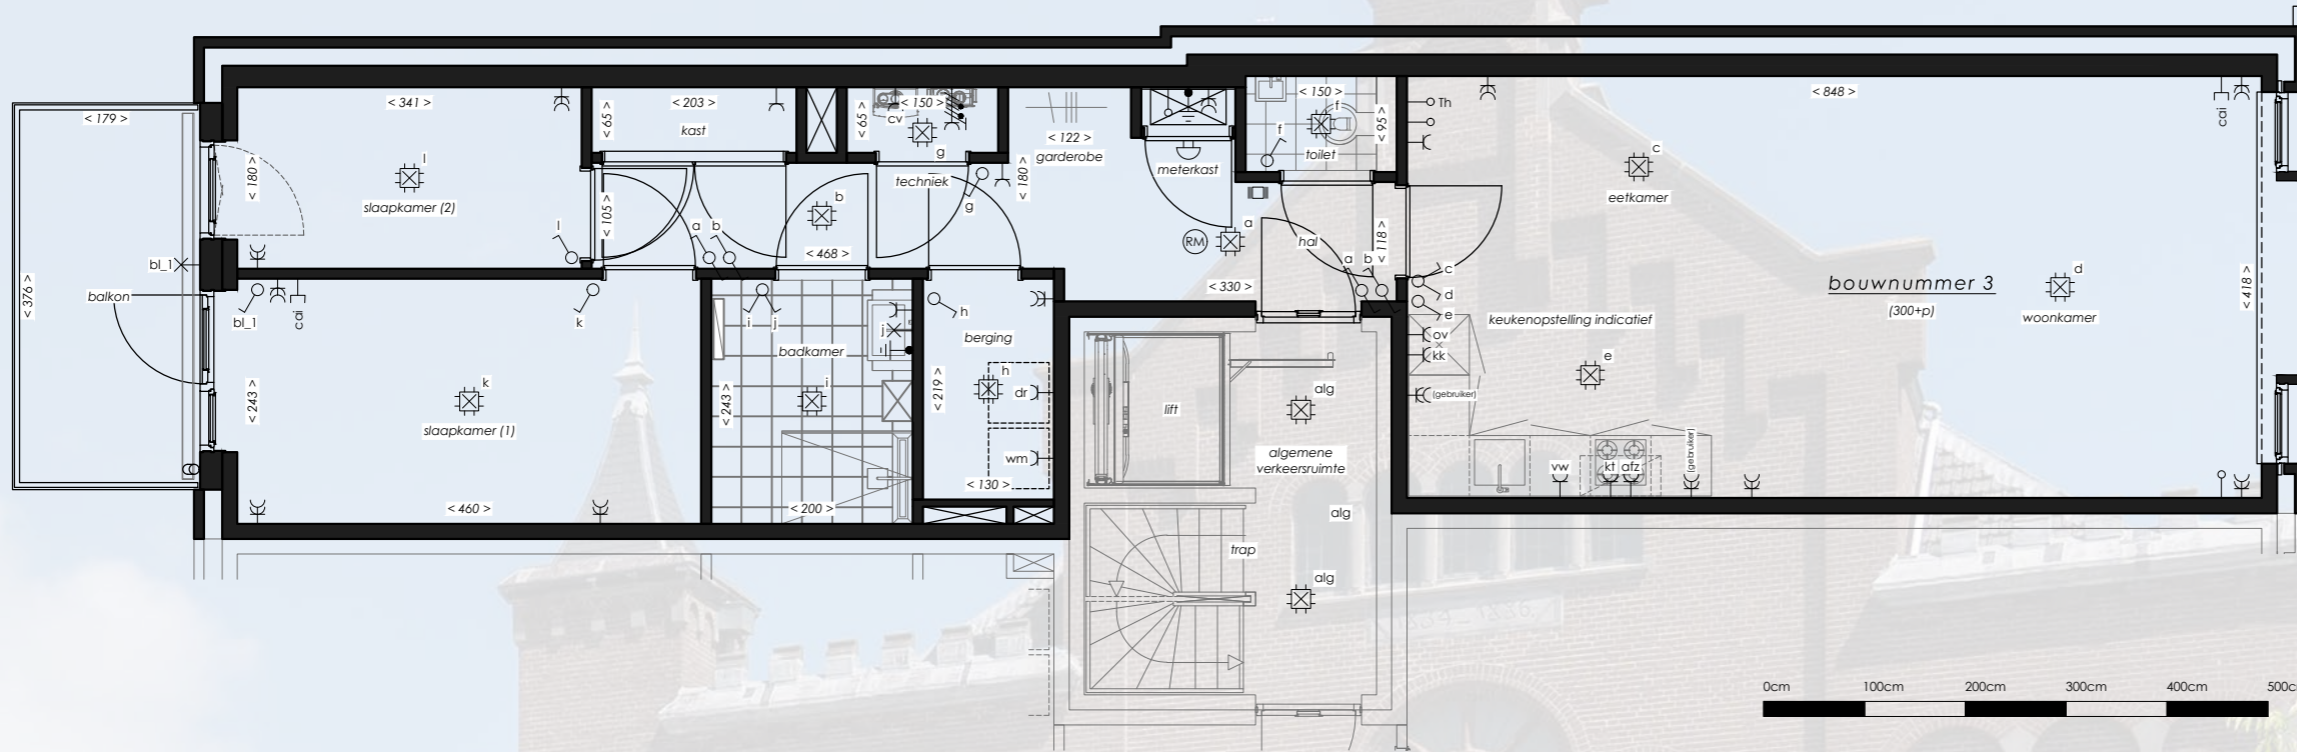 < 179 >
< 376 >
balkon
bl_1
< 341 >
< 180 >
l
slaapkamer (2)
l
< 65 >
< 203 >
kast
< 105 >
a
b
b
< 468 >
< 65 >
< 150 >
cv
g
techniek
g
< 180 >
< 122 >
garderobe
meterkast
RM
a
< 330 >
< 150 >
f
f
< 95 >
toilet
hal
< 118 >
a
b
bl_1
cai
k
< 243 >
k
slaapkamer (1)
< 460 >
i
j
j
badkamer
< 243 >
i
< 200 >
h
berging
< 219 >
h
dr
wm
< 130 >
lift
alg
algemene
verkeersruimte
alg
trap
alg
Th
< 848 >
cai
c
eetkamer
c
d
e
ov
kk
(gebruiker)
keukenopstelling indicatief
e
bouwnummer 3
(300+p)
d
woonkamer
< 418 >
vw
kt
afz
(gebruiker)
0cm
100cm
200cm
300cm
400cm
500c